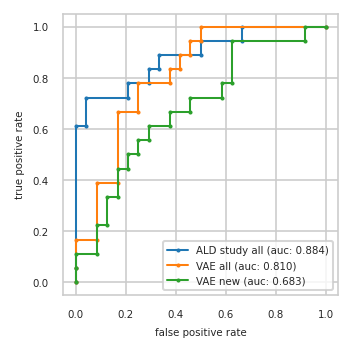 1.0
0.8
0.6
0.4
0.2
0.0
true positive rate
ALD study all (auc: 0.884)
VAE all (auc: 0.810)
VAE new (auc: 0.683)
0.0 0.2 0.4 0.6 0.8 1.0
false positive rate